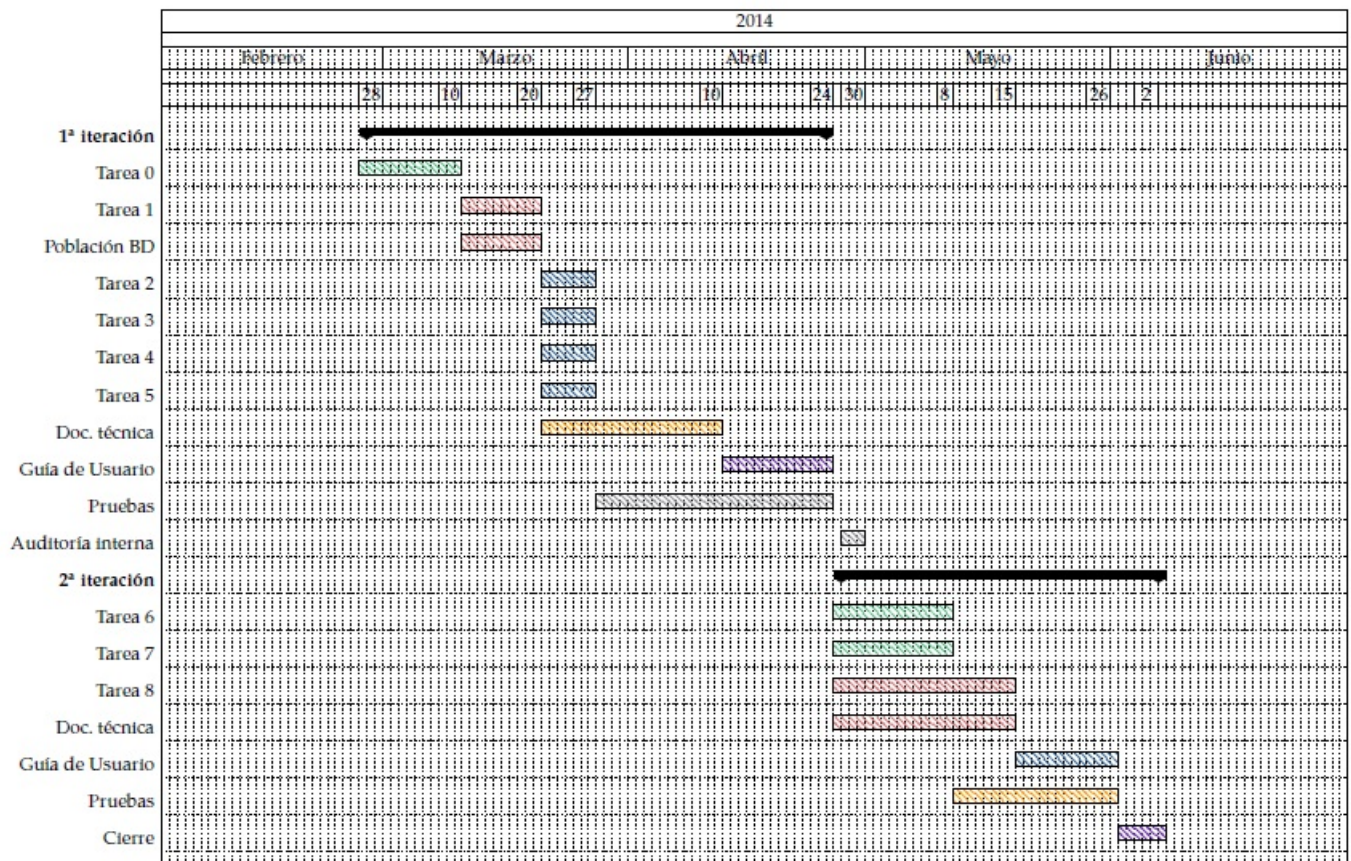 2014
Febrero Marzo Abril Mayo Junio
28 10 20 27 10 24 30 8 15 26 2
1ª iteración
Tarea 0
Tarea 1
Población BD
Tarea 2
Tarea 3
Tarea 4
Tarea 5
Doc. técnica
Guía de Usuario
Pruebas
Auditoría interna
2ª iteración
Tarea 6
Tarea 7
Tarea 8
Doc. técnica
Guía de Usuario
Pruebas
Cierre